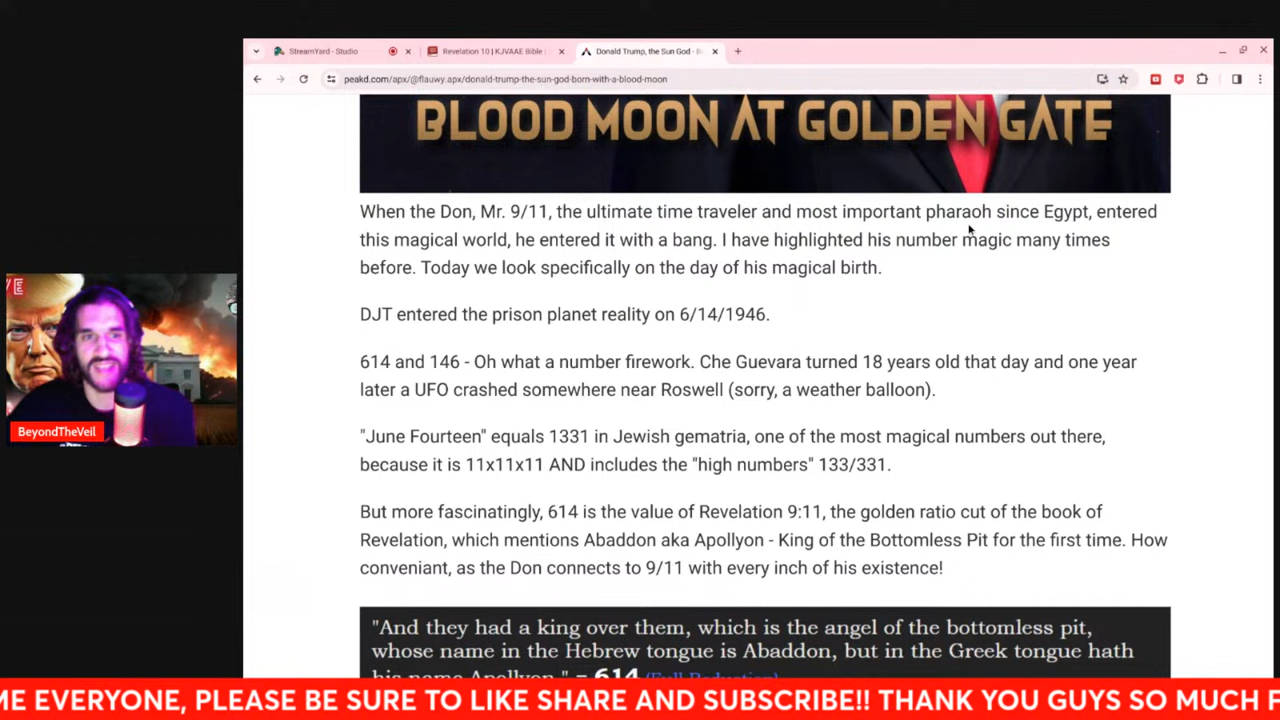 StreamYard - Studio
Revelation 10 | KJVAAE Bible
Donald Trump, the Sun God - B
peakd.com/apx/@flauwy.apx/donald-trump-the-sun-god-born-with-a-blood-moon
BLOOD MOON AT GOLDEN GATE
When the Don, Mr. 9/11, the ultimate time traveler and most important pharaoh since Egypt, entered
this magical world, he entered it with a bang. I have highlighted his number magic many times
before. Today we look specifically on the day of his magical birth.
DJT entered the prison planet reality on 6/14/1946.
614 and 146 - Oh what a number firework. Che Guevara turned 18 years old that day and one year
later a UFO crashed somewhere near Roswell (sorry, a weather balloon).
"June Fourteen" equals 1331 in Jewish gematria, one of the most magical numbers out there,
because it is 11x11x11 AND includes the "high numbers" 133/331.
But more fascinatingly, 614 is the value of Revelation 9:11, the golden ratio cut of the book of
Revelation, which mentions Abaddon aka Apollyon - King of the Bottomless Pit for the first time. How
conveniant, as the Don connects to 9/11 with every inch of his existence!
"And they had a king over them, which is the angel of the bottomless pit,
whose name in the Hebrew tongue is Abaddon, but in the Greek tongue hath
his name Apollyon." = 614 (Full Reduction)
VE
BeyondTheVeil
ME EVERYONE, PLEASE BE SURE TO LIKE SHARE AND SUBSCRIBE!! THANK YOU GUYS SO MUCH F